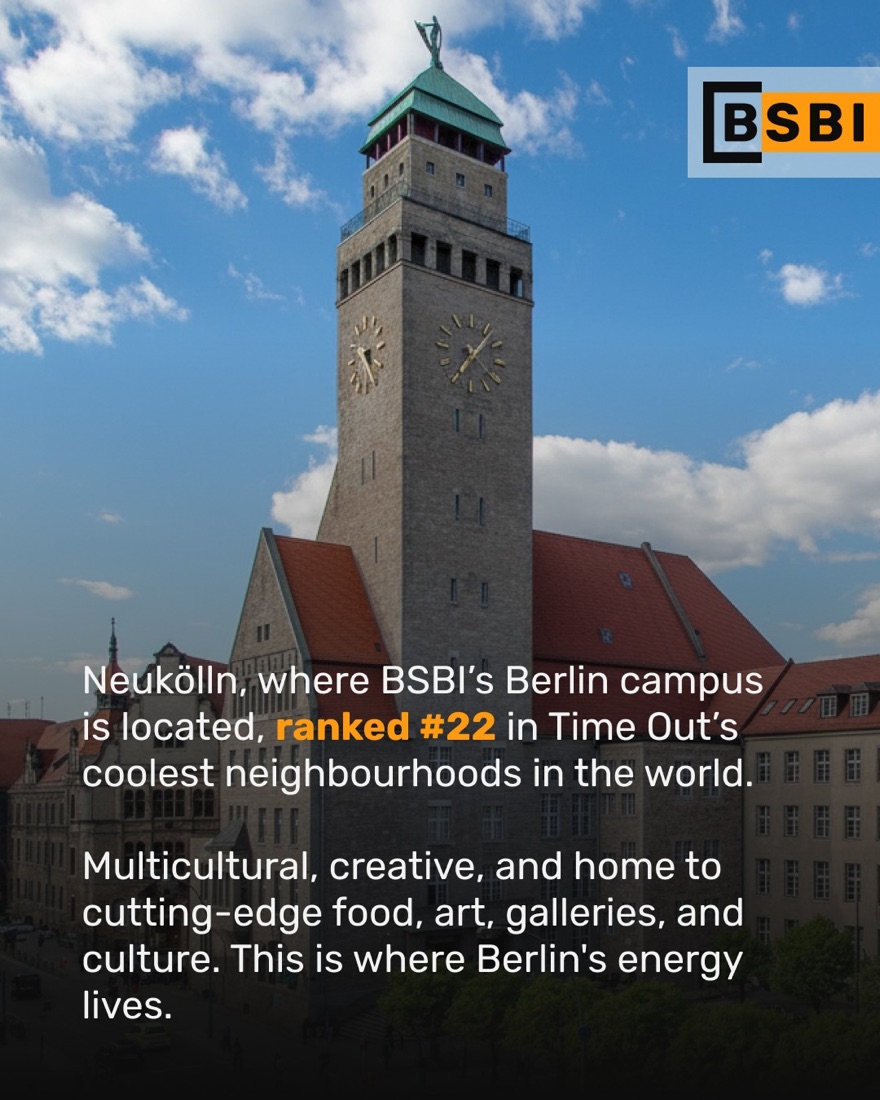 BSBI
Neukölln, where BSBI’s Berlin campus
is located, ranked #22 in Time Out’s
coolest neighbourhoods in the world.
Multicultural, creative, and home to
cutting-edge food, art, galleries, and
culture. This is where Berlin's energy
lives.